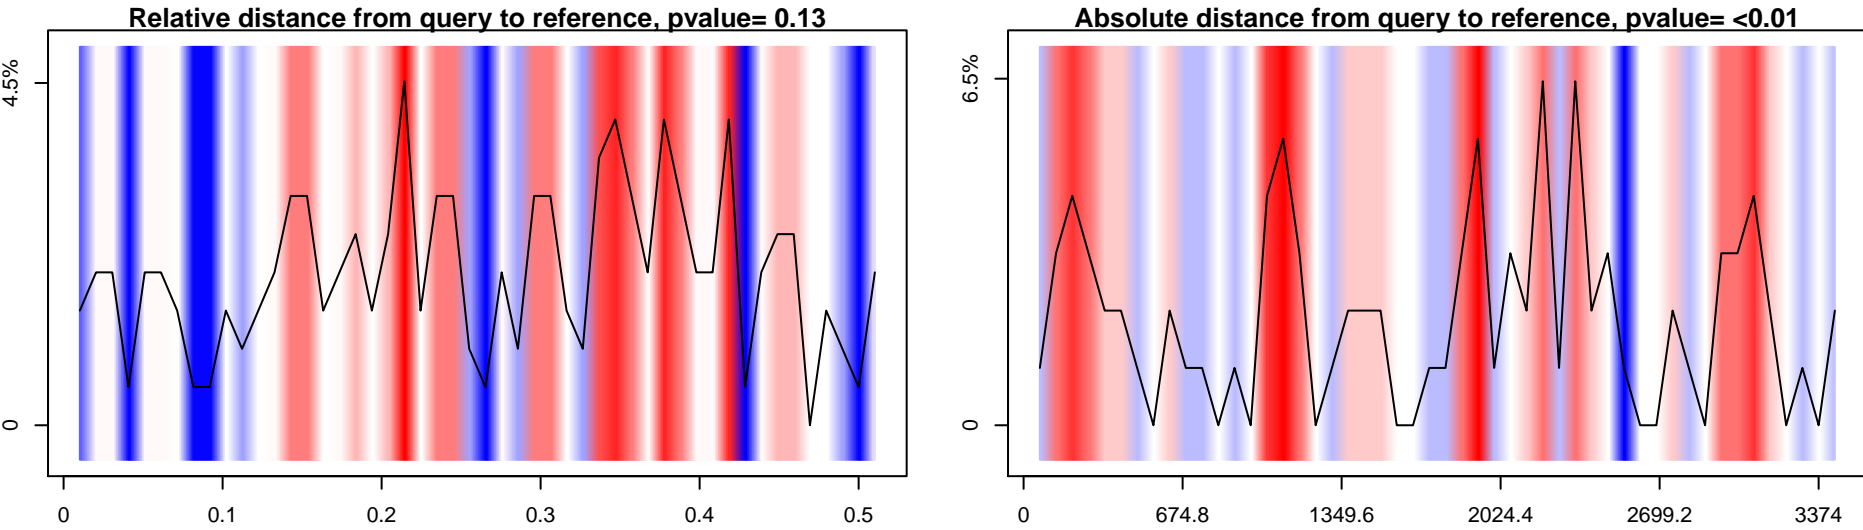 Relative distance from query to reference, pvalue= 0.13
4.5%
0
0 0.1 0.2 0.3 0.4 0.5
Absolute distance from query to reference, pvalue= <0.01
6.5%
0
0 674.8 1349.6 2024.4 2699.2 3374